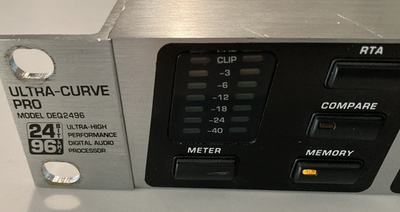 CLIP
-3
-6
-12
-18
-24
-40
METER
RTA
COMPARE
MEMORY
ULTRA-CURVE
PRO
MODEL DEQ2496
24 BIT
96 kHz
ULTRA-HIGH
PERFORMANCE
DIGITAL AUDIO
PROCESSOR